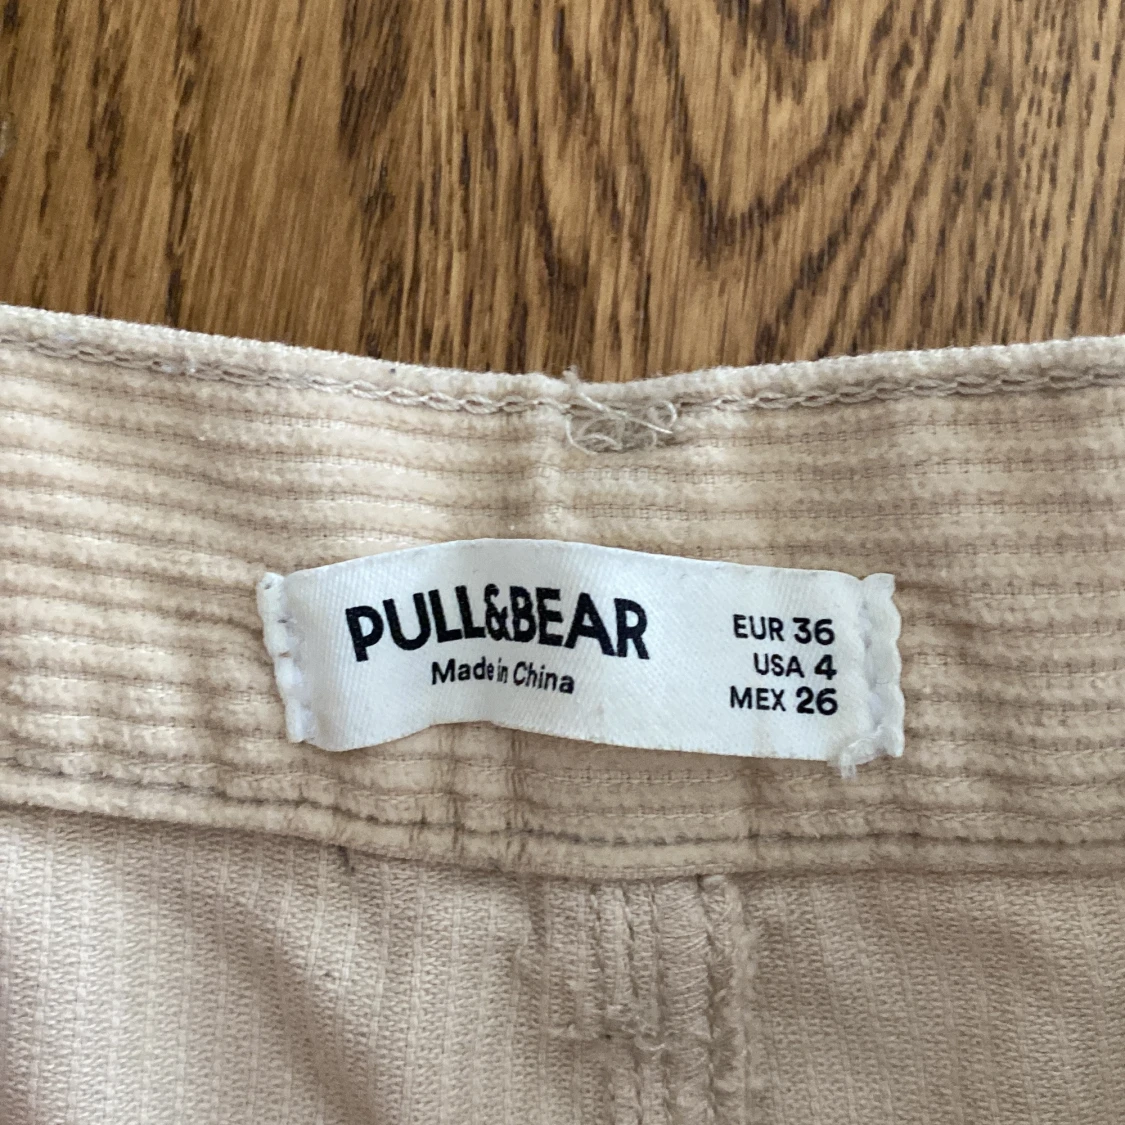 PULL&BEAR
Made in China
EUR 36
USA 4
MEX 26